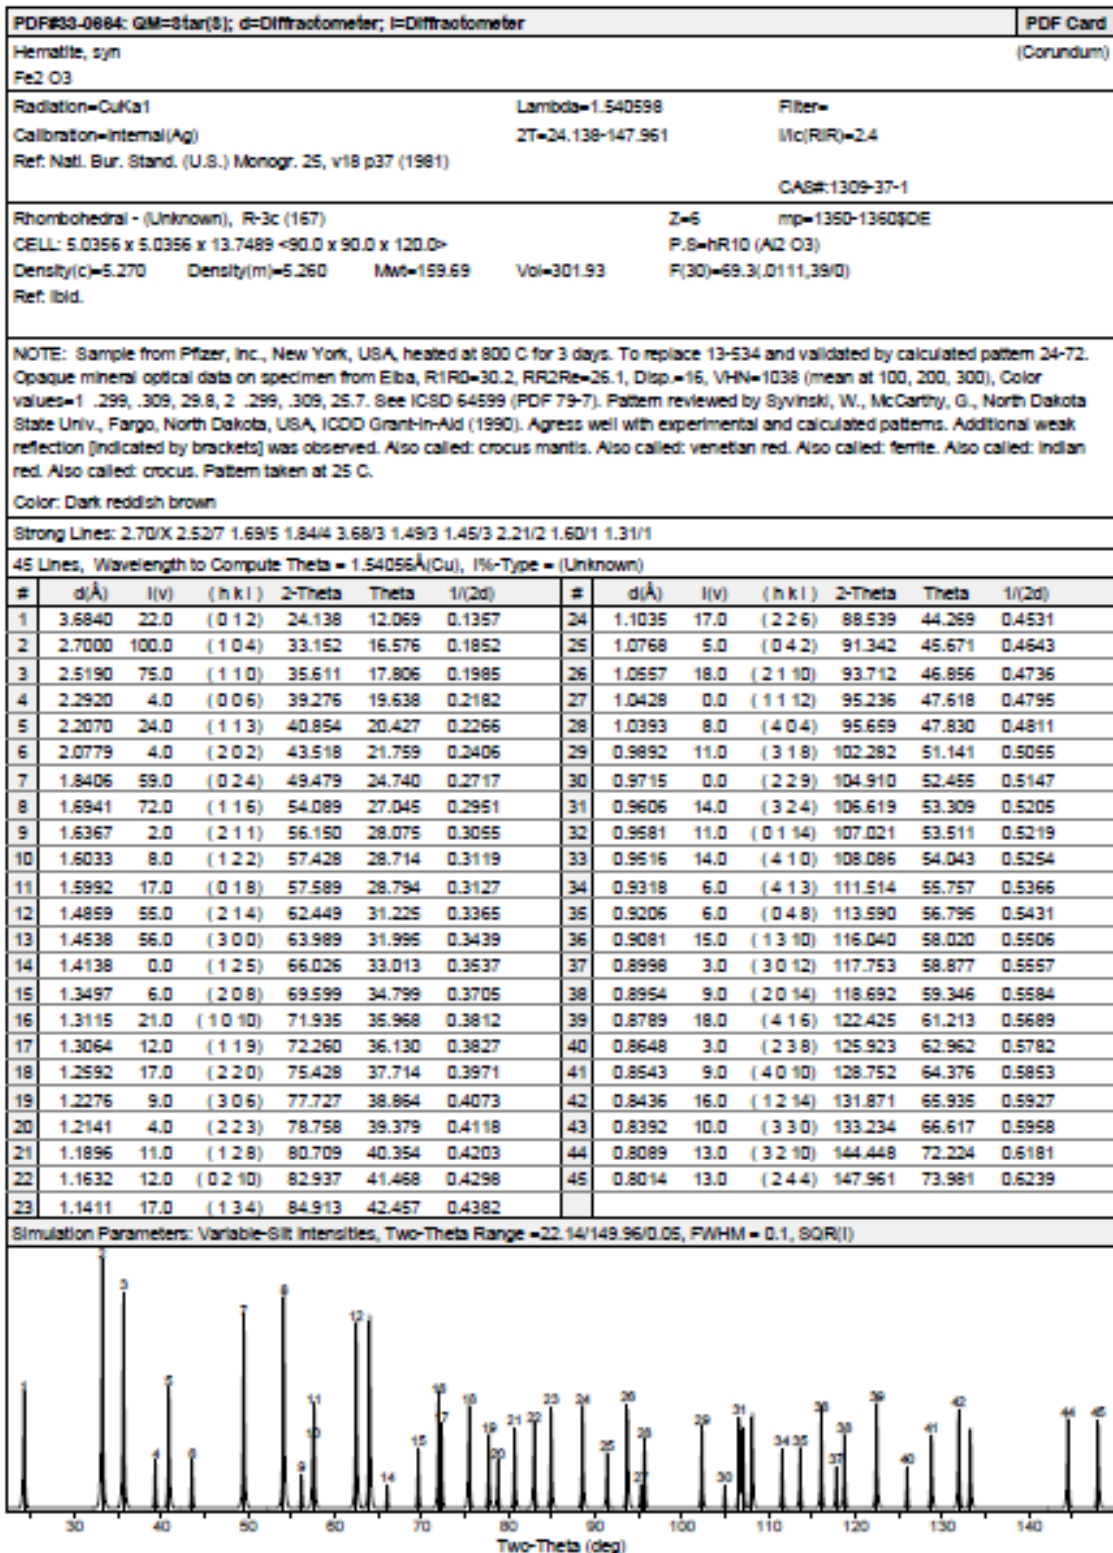 PDF#33-0664: QM=Star(S); d=Diffractometer; I=Diffractometer PDF Card
Hematite, syn (Corundum)
Fe2 O3
Radiation=CuKa1 Lambda=1.540598 Filter=
Calibration=Internal(Ag) 2T=24.138-147.961 I/Ic(RIR)=2.4
Ref: Natl. Bur. Stand. (U.S.) Monogr. 25, v18 p37 (1981)
CAS#:1309-37-1
Rhombohedral - (Unknown), R-3c (167) Z=6 mp=1350-1360$DE
CELL: 5.0356 x 5.0356 x 13.7489 <90.0 x 90.0 x 120.0> P.S=hR10 (Al2 O3)
Density(c)=5.270 Density(m)=5.260 Mwt=159.69 Vol=301.93 F(30)=69.3(.0111,39/0)
Ref: Ibid.
NOTE: Sample from Pfizer, Inc., New York, USA, heated at 800 C for 3 days. To replace 13-534 and validated by calculated pattern 24-72.
Opaque mineral optical data on specimen from Elba, R1R0=30.2, RR2Re=26.1, Disp.=16, VHN=1038 (mean at 100, 200, 300), Color
values=1 .299, .309, 29.8, 2 .299, .309, 25.7. See ICSD 64599 (PDF 79-7). Pattern reviewed by Syvinski, W., McCarthy, G., North Dakota
State Univ., Fargo, North Dakota, USA, ICDD Grant-in-Aid (1990). Agress well with experimental and calculated patterns. Additional weak
reflection [indicated by brackets] was observed. Also called: crocus mantis. Also called: venetian red. Also called: ferrite. Also called: Indian
red. Also called: crocus. Pattern taken at 25 C.
Color: Dark reddish brown
Strong Lines: 2.70/X 2.52/7 1.69/5 1.84/4 3.68/3 1.49/3 1.45/3 2.21/2 1.60/1 1.31/1
45 Lines, Wavelength to Compute Theta = 1.54056Å(Cu), I%-Type = (Unknown)
# d(Å) I(v) (h k l) 2-Theta Theta 1/(2d) # d(Å) I(v) (h k l) 2-Theta Theta 1/(2d)
1 3.6840 22.0 (0 1 2) 24.138 12.069 0.1357 24 1.1035 17.0 (2 2 6) 88.539 44.269 0.4531
2 2.7000 100.0 (1 0 4) 33.152 16.576 0.1852 25 1.0768 5.0 (0 4 2) 91.342 45.671 0.4643
3 2.5190 75.0 (1 1 0) 35.611 17.806 0.1985 26 1.0557 18.0 (2 1 10) 93.712 46.856 0.4736
4 2.2920 4.0 (0 0 6) 39.276 19.638 0.2182 27 1.0428 0.0 (1 1 12) 95.236 47.618 0.4795
5 2.2070 24.0 (1 1 3) 40.854 20.427 0.2266 28 1.0393 8.0 (4 0 4) 95.659 47.830 0.4811
6 2.0779 4.0 (2 0 2) 43.518 21.759 0.2406 29 0.9892 11.0 (3 1 8) 102.282 51.141 0.5055
7 1.8406 59.0 (0 2 4) 49.479 24.740 0.2717 30 0.9715 0.0 (2 2 9) 104.910 52.455 0.5147
8 1.6941 72.0 (1 1 6) 54.089 27.045 0.2951 31 0.9606 14.0 (3 2 4) 106.619 53.309 0.5205
9 1.6367 2.0 (2 1 1) 56.150 28.075 0.3055 32 0.9581 11.0 (0 1 14) 107.021 53.511 0.5219
10 1.6033 8.0 (1 2 2) 57.428 28.714 0.3119 33 0.9516 14.0 (4 1 0) 108.086 54.043 0.5254
11 1.5992 17.0 (0 1 8) 57.589 28.794 0.3127 34 0.9318 6.0 (4 1 3) 111.514 55.757 0.5366
12 1.4859 55.0 (2 1 4) 62.449 31.225 0.3365 35 0.9206 6.0 (0 4 8) 113.590 56.795 0.5431
13 1.4538 56.0 (3 0 0) 63.989 31.995 0.3439 36 0.9081 15.0 (1 3 10) 116.040 58.020 0.5506
14 1.4138 0.0 (1 2 5) 66.026 33.013 0.3537 37 0.8998 3.0 (3 0 12) 117.753 58.877 0.5557
15 1.3497 6.0 (2 0 8) 69.599 34.799 0.3705 38 0.8954 9.0 (2 0 14) 118.692 59.346 0.5584
16 1.3115 21.0 (1 0 10) 71.935 35.968 0.3812 39 0.8789 18.0 (4 1 6) 122.425 61.213 0.5689
17 1.3064 12.0 (1 1 9) 72.260 36.130 0.3827 40 0.8648 3.0 (2 3 8) 125.923 62.962 0.5782
18 1.2592 17.0 (2 2 0) 75.428 37.714 0.3971 41 0.8543 9.0 (4 0 10) 128.752 64.376 0.5853
19 1.2276 9.0 (3 0 6) 77.727 38.864 0.4073 42 0.8436 16.0 (1 2 14) 131.871 65.935 0.5927
20 1.2141 4.0 (2 2 3) 78.758 39.379 0.4118 43 0.8392 10.0 (3 3 0) 133.234 66.617 0.5958
21 1.1896 11.0 (1 2 8) 80.709 40.354 0.4203 44 0.8089 13.0 (3 2 10) 144.448 72.224 0.6181
22 1.1632 12.0 (0 2 10) 82.937 41.468 0.4298 45 0.8014 13.0 (2 4 4) 147.961 73.981 0.6239
23 1.1411 17.0 (1 3 4) 84.913 42.457 0.4382
Simulation Parameters: Variable-Slit Intensities, Two-Theta Range =22.14/149.96/0.05, FWHM = 0.1, SQR(I)
1 2 3 4 5 6 7 8 9 10 11 12 14 15 16 17 18 19 20 21 22 23 24 25 26 27 28 29 30 31 34 35 36 37 38 39 40 41 42 44 45
30 40 50 60 70 80 90 100 110 120 130 140
Two-Theta (deg)